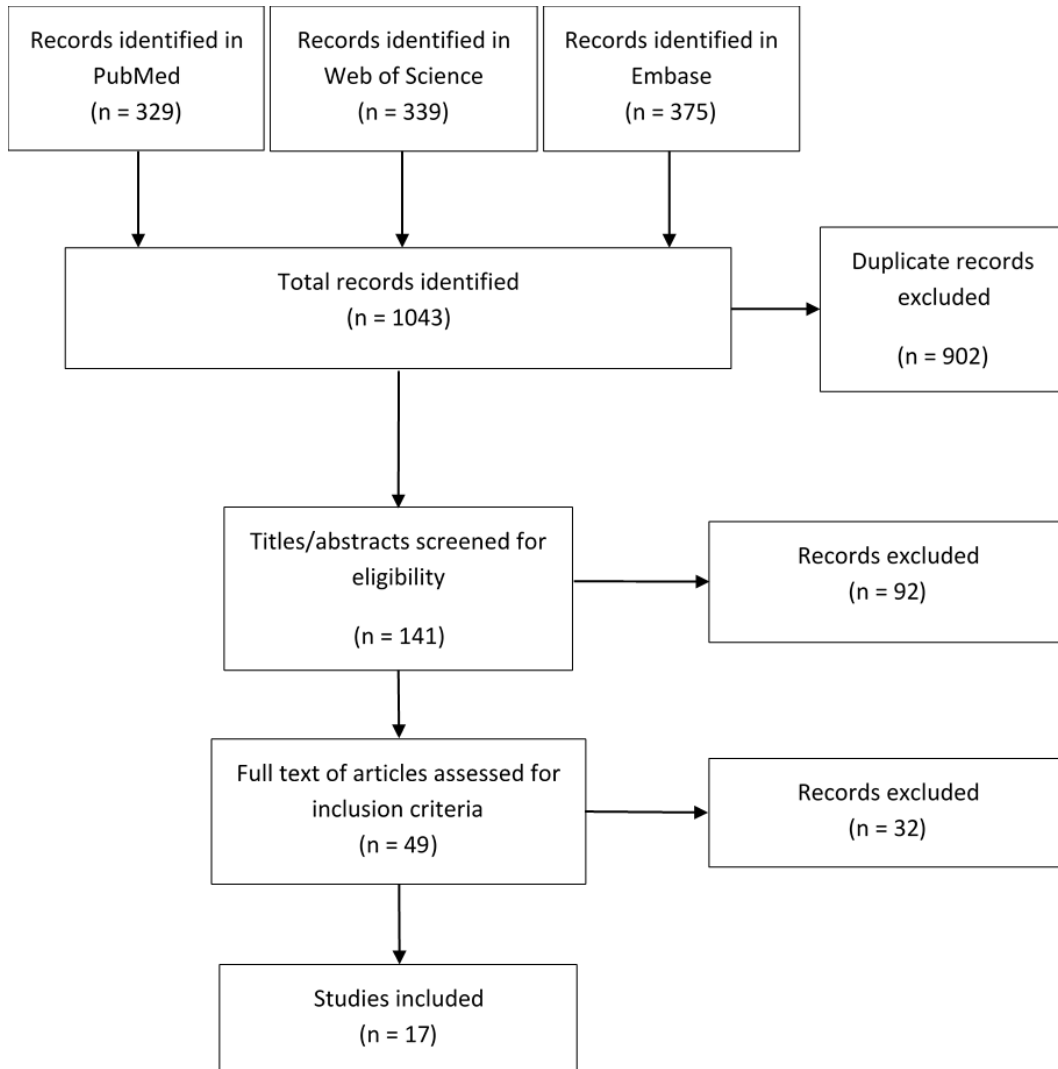 Records identified in
PubMed
(n = 329)
Records identified in
Web of Science
(n = 339)
Records identified in
Embase
(n = 375)
Total records identified
(n = 1043)
Duplicate records
excluded
(n = 902)
Titles/abstracts screened for
eligibility
(n = 141)
Records excluded
(n = 92)
Full text of articles assessed for
inclusion criteria
(n = 49)
Records excluded
(n = 32)
Studies included
(n = 17)